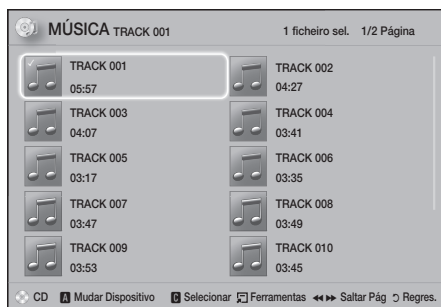 MÚSICA TRACK 001 1 ficheiro sel. 1/2 Página
TRACK 001 TRACK 002
05:57 04:27
TRACK 003 TRACK 004
04:07 03:41
TRACK 005 TRACK 006
03:17 03:35
TRACK 007 TRACK 008
03:47 03:49
TRACK 009 TRACK 010
03:53 03:45
CD A Mudar Dispositivo C Selecionar Ferramentas Saltar Pág Regres.